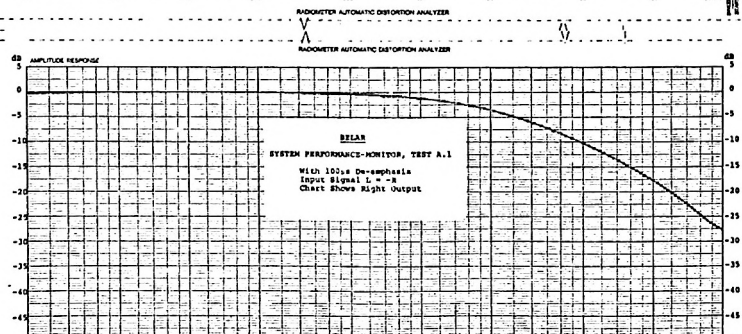 RADIOMETER AUTOMATIC DISTORTION ANALYZER
RADIOMETER AUTOMATIC DISTORTION ANALYZER
dB AMPLITUDE RESPONSE dB
5 5
0 0
-5 -5
-10 -10
-15 -15
-20 -20
-25 -25
-30 -30
-35 -35
-40 -40
-45 -45
BELAR
SYSTEM PERFORMANCE-MONITOR, TEST A.1
With 100µs De-emphasis
Input Signal L = -R
Chart Shows Right Output